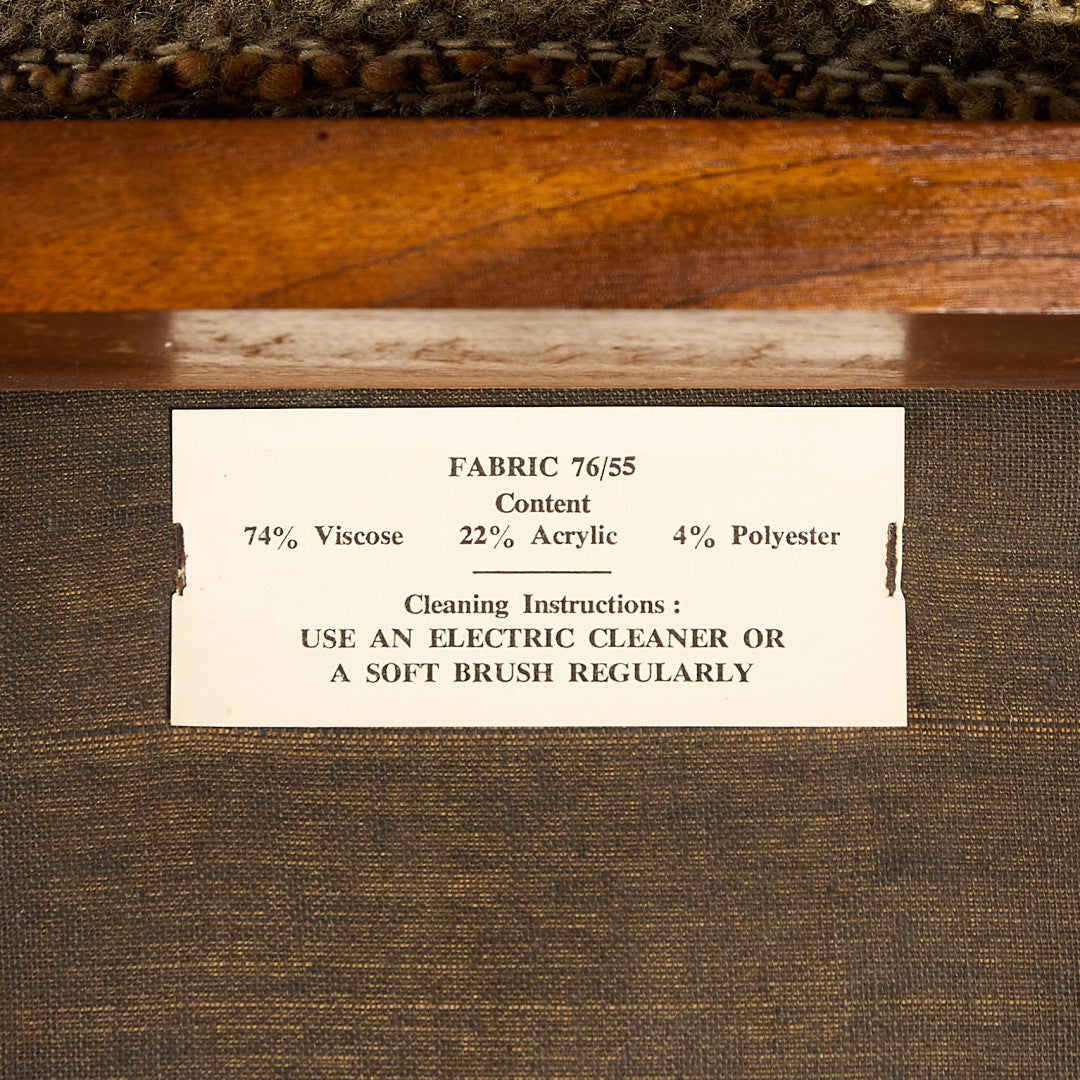 FABRIC 76/55
Content
74% Viscose 22% Acrylic 4% Polyester
Cleaning Instructions :
USE AN ELECTRIC CLEANER OR
A SOFT BRUSH REGULARLY